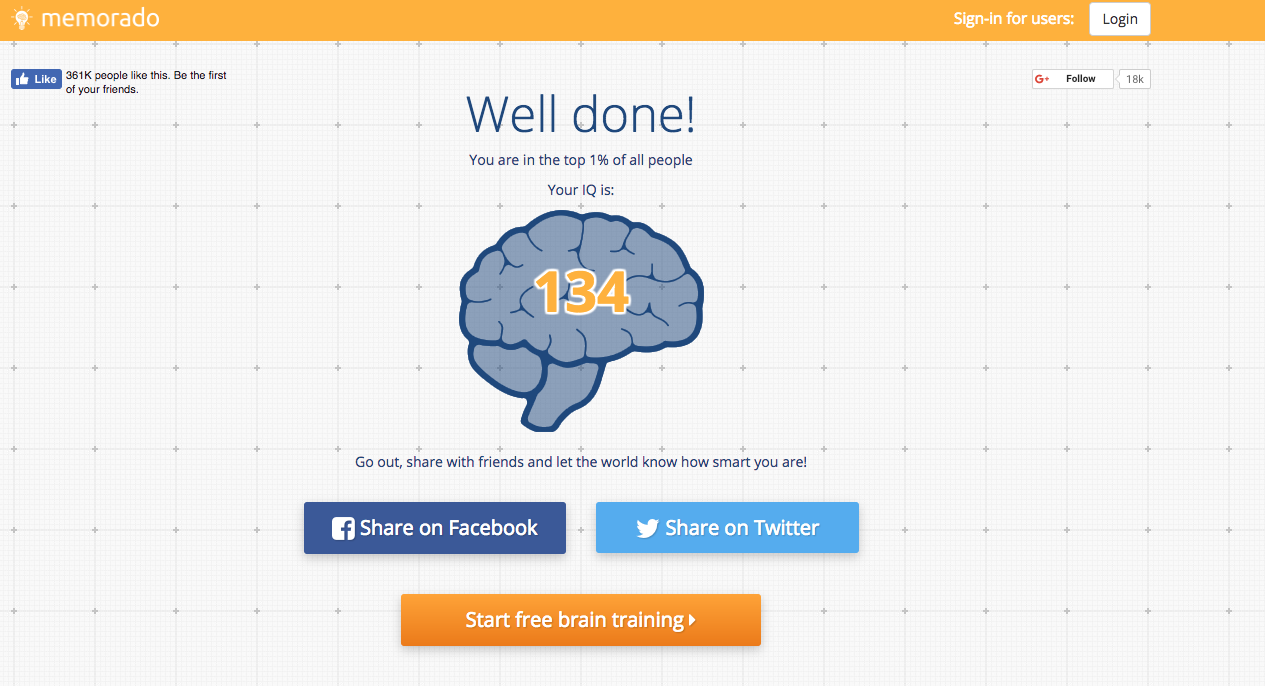 memorado
Sign-in for users:
Login
Like
361K people like this. Be the first
of your friends.
G+ Follow
18k
Well done!
You are in the top 1% of all people
Your IQ is:
134
Go out, share with friends and let the world know how smart you are!
Share on Facebook
Share on Twitter
Start free brain training